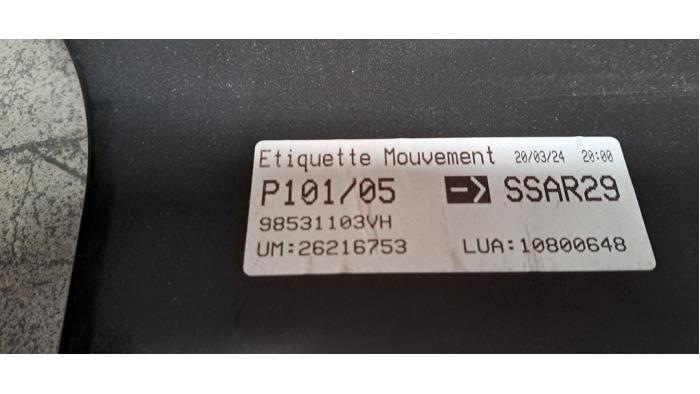 Etiquette Mouvement 20/03/24 20:00
P101/05 -> SSAR29
98531103VH
UM:26216753 LUA:10800648